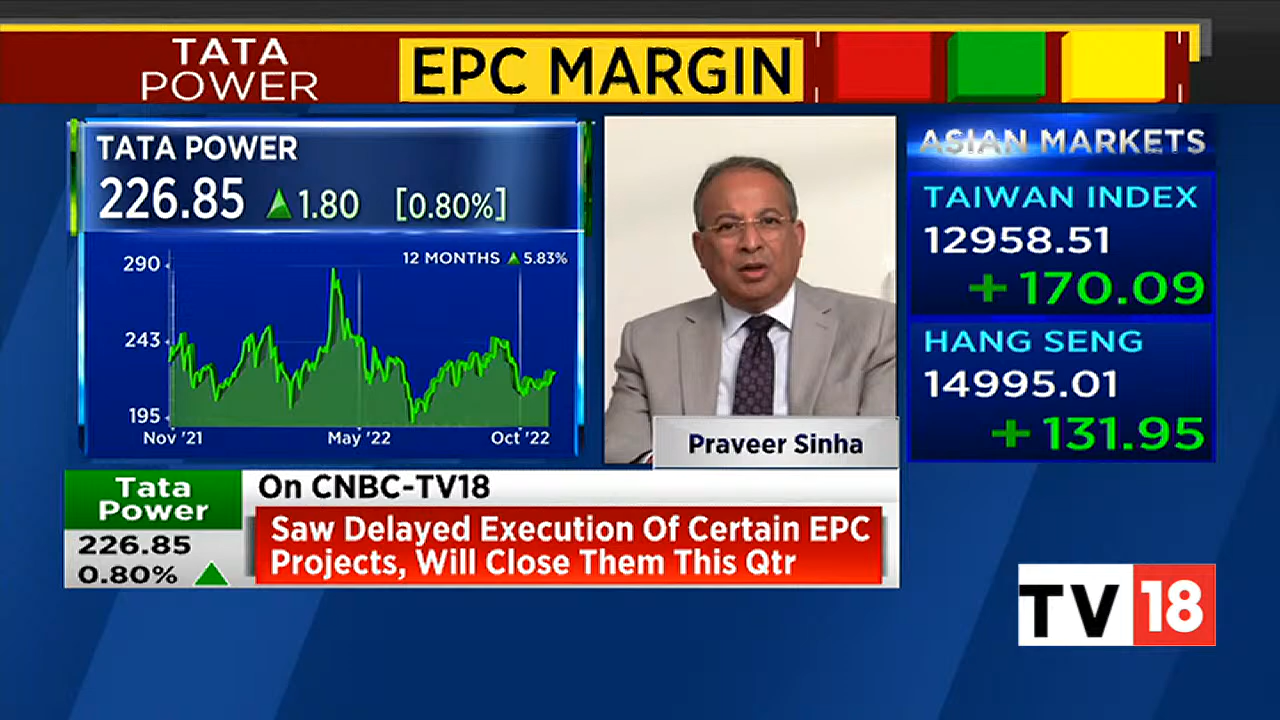 TATA
POWER
EPC MARGIN
TATA POWER
226.85 ▲ 1.80 [0.80%]
12 MONTHS ▲ 5.83%
290
243
195
Nov '21 May '22 Oct '22
Praveer Sinha
ASIAN MARKETS
TAIWAN INDEX
12958.51
+170.09
HANG SENG
14995.01
+131.95
Tata
Power
226.85
0.80% ▲
On CNBC-TV18
Saw Delayed Execution Of Certain EPC
Projects, Will Close Them This Qtr
TV18